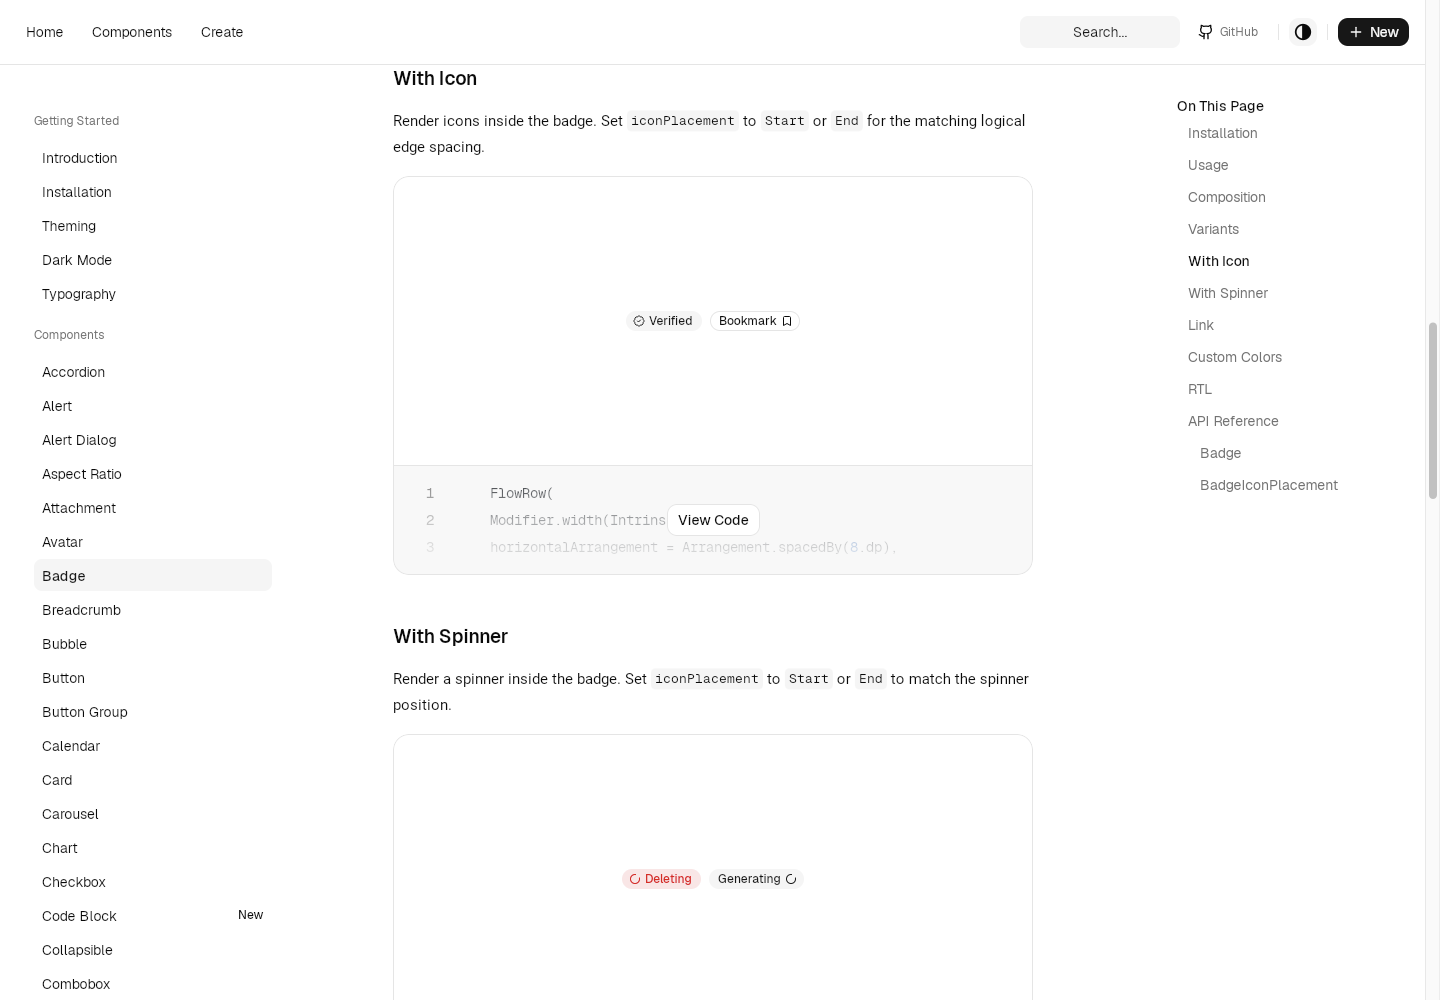 Home Components Create Search... GitHub New
Getting Started
Introduction
Installation
Theming
Dark Mode
Typography
Components
Accordion
Alert
Alert Dialog
Aspect Ratio
Attachment
Avatar
Badge
Breadcrumb
Bubble
Button
Button Group
Calendar
Card
Carousel
Chart
Checkbox
Code Block New
Collapsible
Combobox
With Icon
Render icons inside the badge. Set iconPlacement to Start or End for the matching logical
edge spacing.
Verified Bookmark
1 FlowRow(
2 Modifier.width(Intrins
View Code
3 horizontalArrangement = Arrangement.spacedBy(8.dp),
With Spinner
Render a spinner inside the badge. Set iconPlacement to Start or End to match the spinner
position.
Deleting Generating
On This Page
Installation
Usage
Composition
Variants
With Icon
With Spinner
Link
Custom Colors
RTL
API Reference
Badge
BadgeIconPlacement